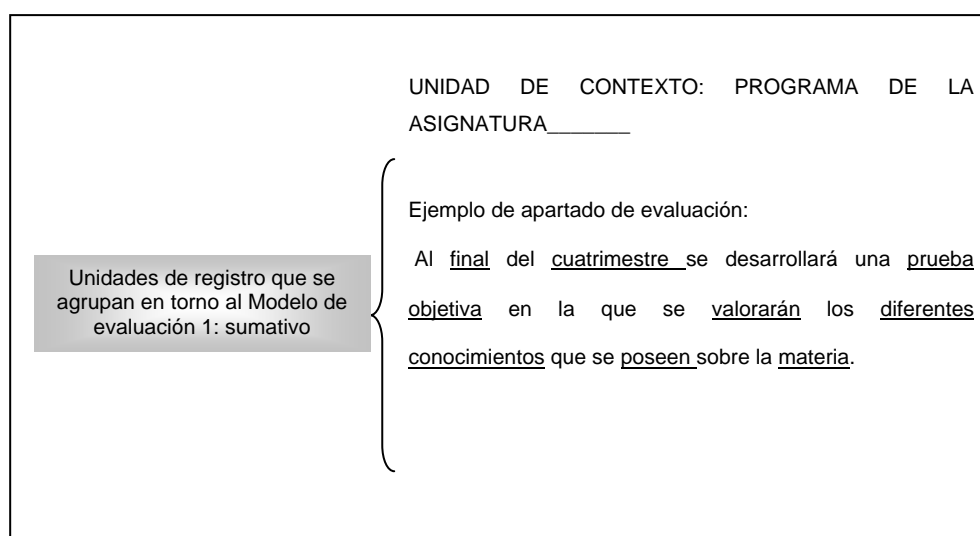 UNIDAD DE CONTEXTO: PROGRAMA DE LA
ASIGNATURA_______
Ejemplo de apartado de evaluación:
Al final del cuatrimestre se desarrollará una prueba
objetiva en la que se valorarán los diferentes
conocimientos que se poseen sobre la materia.
Unidades de registro que se
agrupan en torno al Modelo de
evaluación 1: sumativo